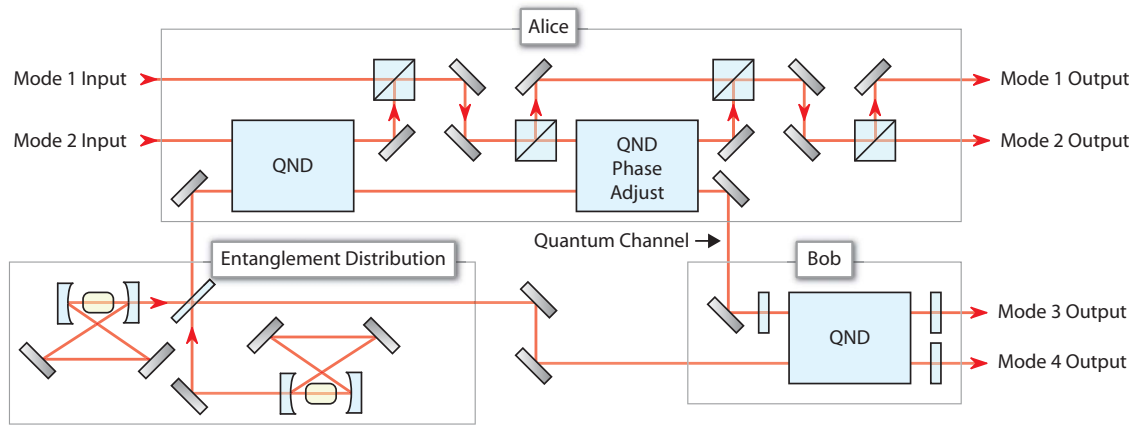 Alice
Mode 1 Input
Mode 1 Output
Mode 2 Input
QND
QND
Phase
Adjust
Mode 2 Output
Quantum Channel
Entanglement Distribution
Bob
QND
Mode 3 Output
Mode 4 Output